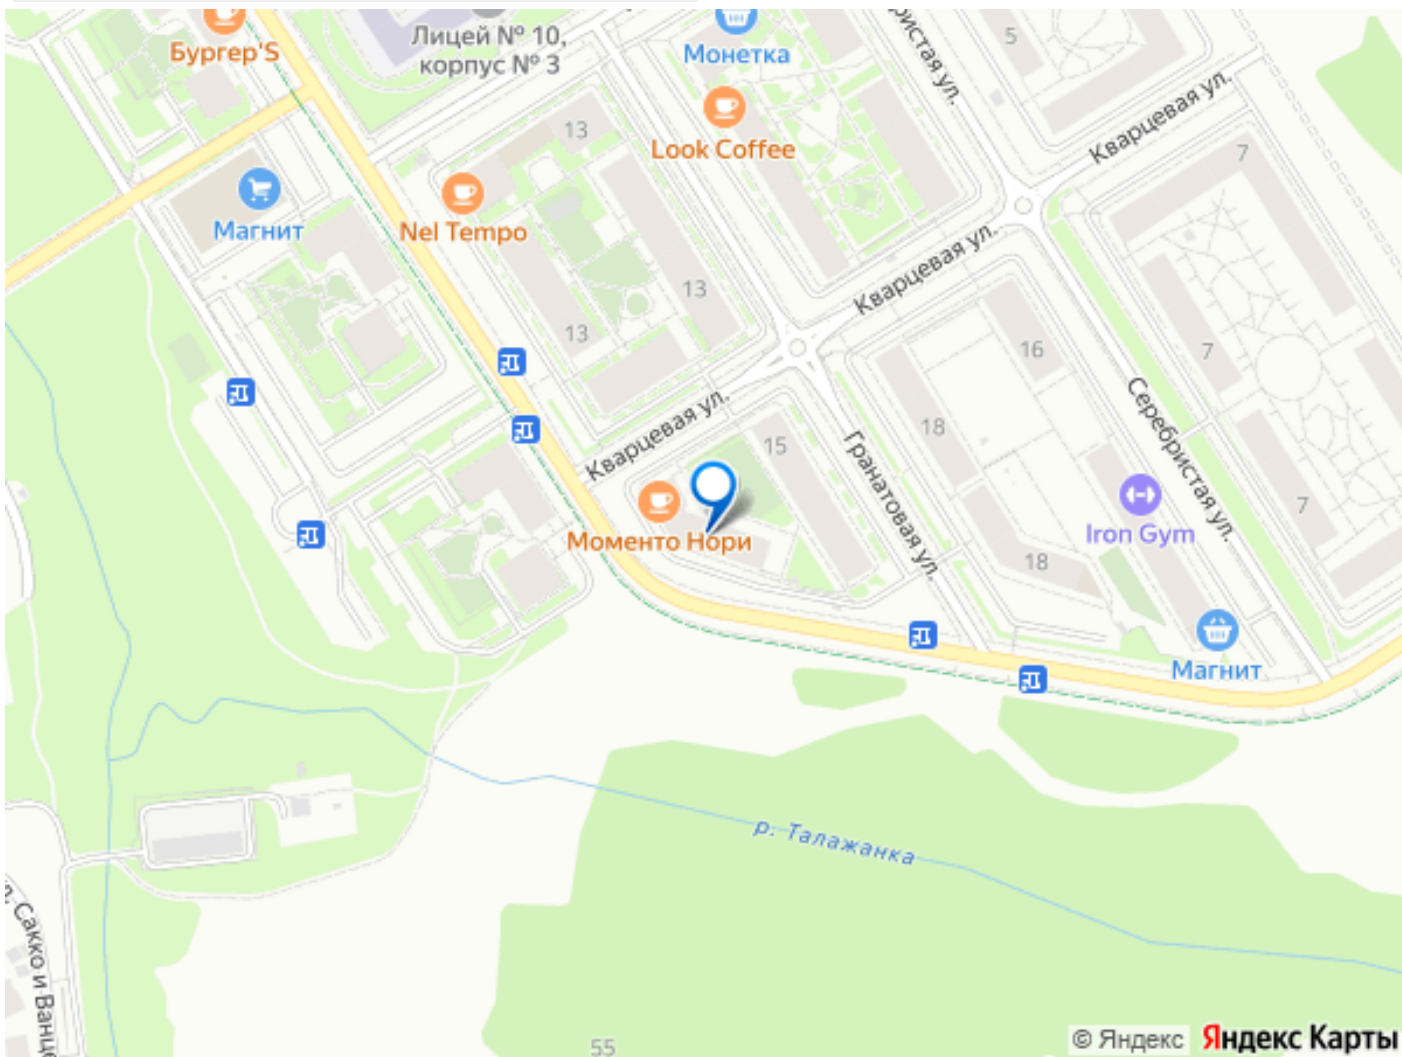 Бургер'S
Лицей № 10,
корпус № 3
Монетка
ристая ул.
5
Кварцевая ул.
Look Coffee
13
7
Магнит
Nel Tempo
Кварцевая ул.
13
13
16
7
Кварцевая ул.
15
18
Гранатовая ул.
Серебристая ул.
7
Моменто Нори
Iron Gym
18
Магнит
р. Талажанка
л. Сакко и Ванце
55
© Яндекс Яндекс Карты